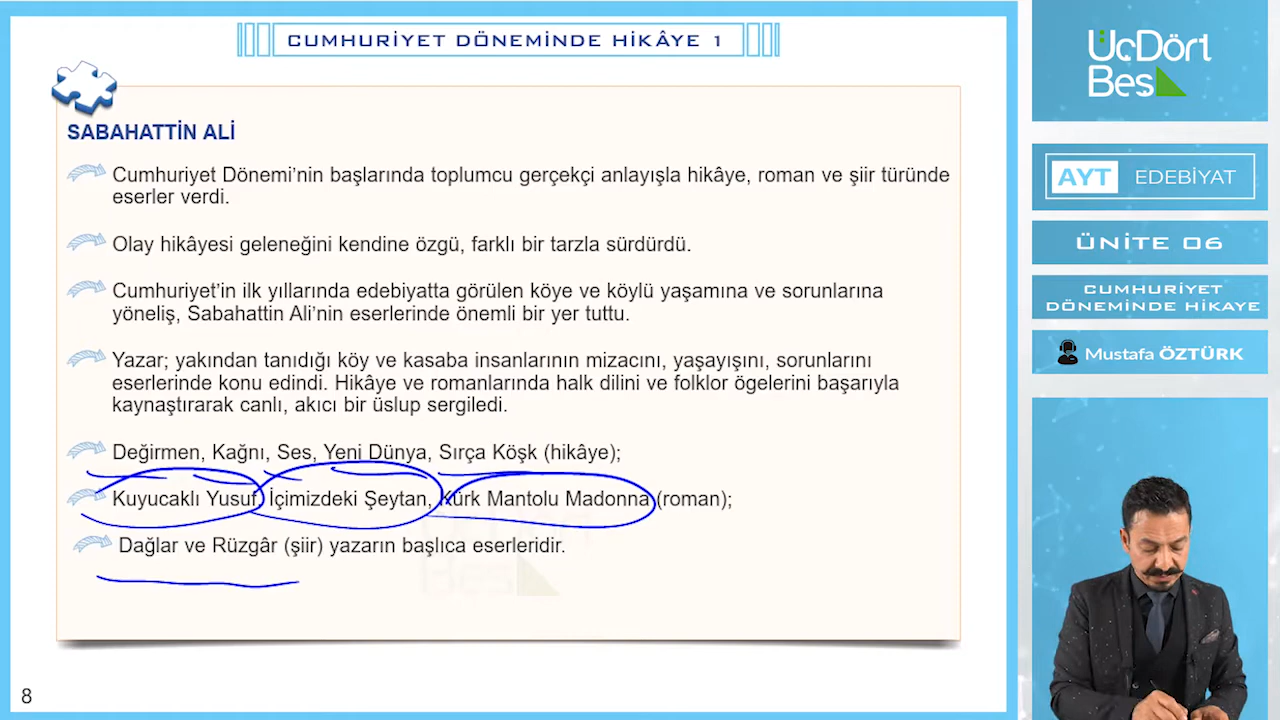 CUMHURİYET DÖNEMİNDE HİKÂYE 1
SABAHATTİN ALİ
Cumhuriyet Dönemi’nin başlarında toplumcu gerçekçi anlayışla hikâye, roman ve şiir türünde
eserler verdi.
Olay hikâyesi geleneğini kendine özgü, farklı bir tarzla sürdürdü.
Cumhuriyet’in ilk yıllarında edebiyatta görülen köye ve köylü yaşamına ve sorunlarına
yöneliş, Sabahattin Ali’nin eserlerinde önemli bir yer tuttu.
Yazar; yakından tanıdığı köy ve kasaba insanlarının mizacını, yaşayışını, sorunlarını
eserlerinde konu edindi. Hikâye ve romanlarında halk dilini ve folklor ögelerini başarıyla
kaynaştırarak canlı, akıcı bir üslup sergiledi.
Değirmen, Kağnı, Ses, Yeni Dünya, Sırça Köşk (hikâye);
Kuyucaklı Yusuf, İçimizdeki Şeytan, Kürk Mantolu Madonna (roman);
Dağlar ve Rüzgâr (şiir) yazarın başlıca eserleridir.
8
ÜçDört
Beş
AYT EDEBİYAT
ÜNİTE 06
CUMHURİYET
DÖNEMİNDE HİKAYE
Mustafa ÖZTÜRK